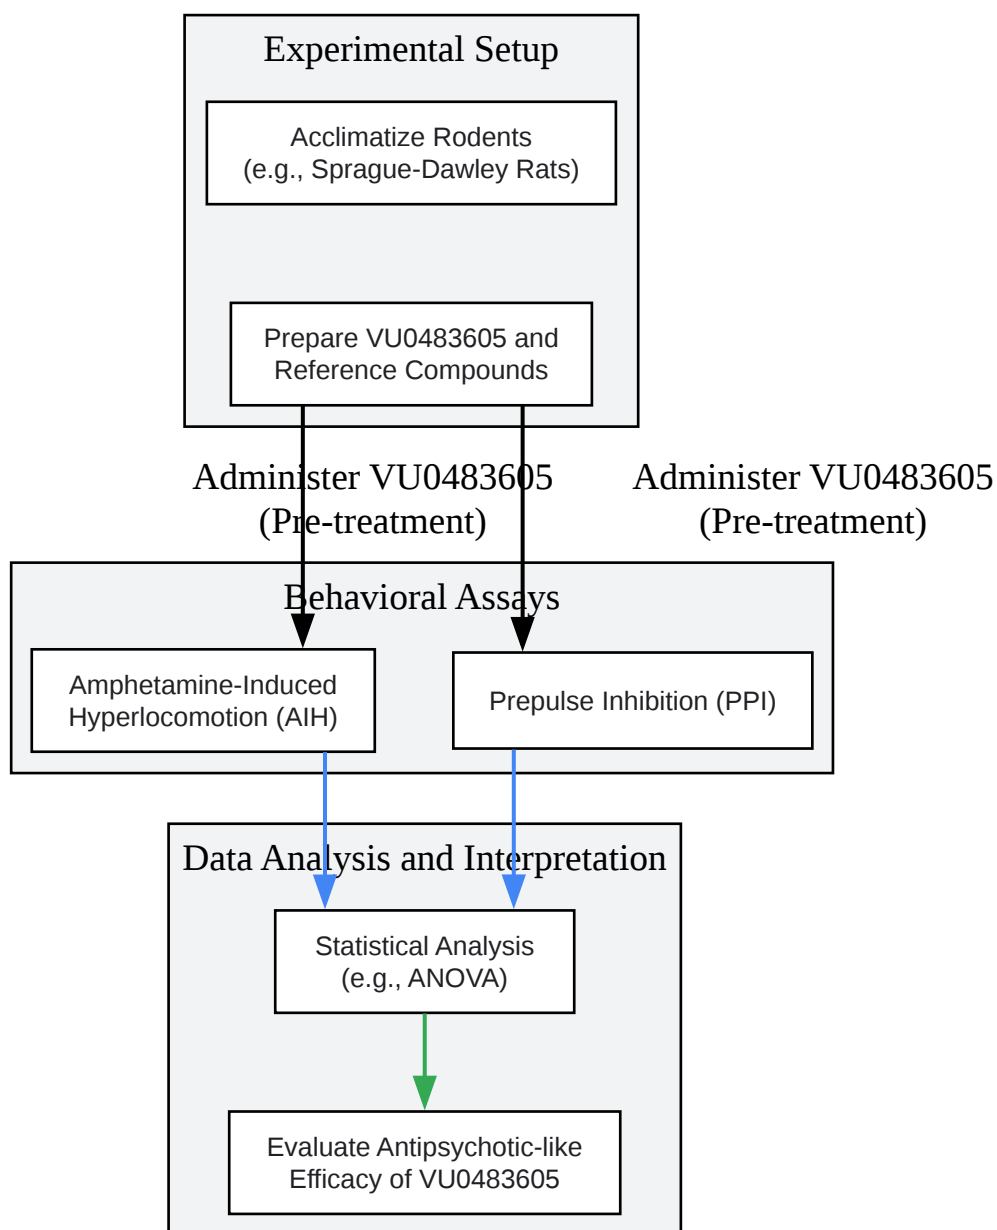 Experimental Setup
Acclimatize Rodents
(e.g., Sprague-Dawley Rats)
Prepare VU0483605 and
Reference Compounds
Administer VU0483605
(Pre-treatment)
Administer VU0483605
(Pre-treatment)
Behavioral Assays
Amphetamine-Induced
Hyperlocomotion (AIH)
Prepulse Inhibition (PPI)
Data Analysis and Interpretation
Statistical Analysis
(e.g., ANOVA)
Evaluate Antipsychotic-like
Efficacy of VU0483605